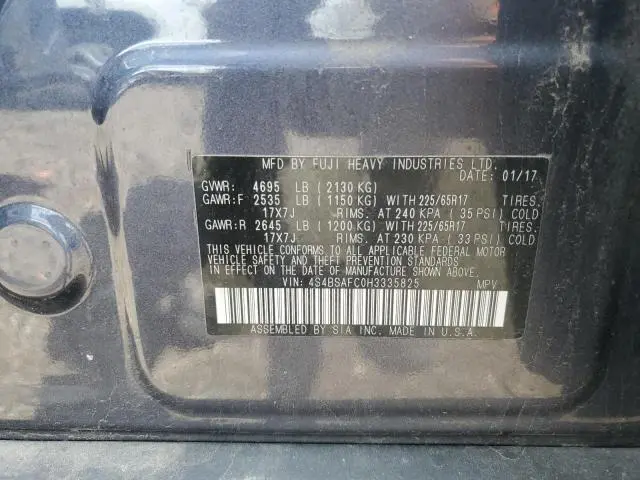 MFD BY FUJI HEAVY INDUSTRIES LTD.
DATE: 01/17
GVWR: 4695 LB ( 2130 KG)
GAWR:F 2535 LB ( 1150 KG) WITH 225/65R17 TIRES.
17X7J RIMS. AT 240 KPA ( 35 PSI) COLD
GAWR:R 2645 LB ( 1200 KG) WITH 225/65R17 TIRES.
17X7J RIMS. AT 230 KPA ( 33 PSI) COLD
THIS VEHICLE CONFORMS TO ALL APPLICABLE FEDERAL MOTOR
VEHICLE SAFETY AND THEFT PREVENTION STANDARDS
IN EFFECT ON THE DATE OF MANUFACTURE SHOWN ABOVE.
VIN: 4S4BSAFC0H3335825 MPV
ASSEMBLED BY SIA INC. MADE IN U.S.A.